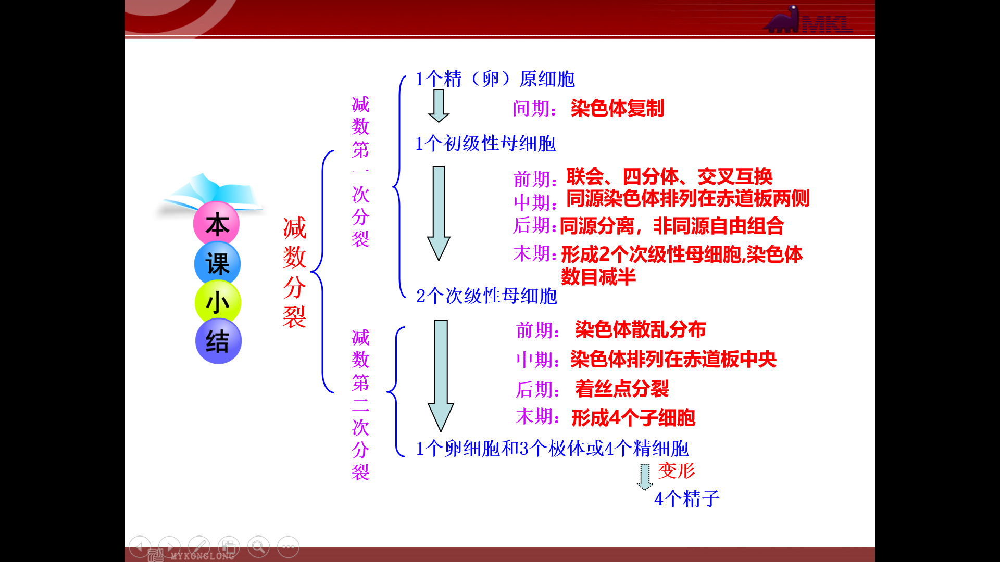 MKL
本课小结
减数分裂
减数第一次分裂
1个精（卵）原细胞
间期：染色体复制
1个初级性母细胞
前期：联会、四分体、交叉互换
中期：同源染色体排列在赤道板两侧
后期：同源分离，非同源自由组合
末期：形成2个次级性母细胞,染色体
数目减半
2个次级性母细胞
减数第二次分裂
前期：染色体散乱分布
中期：染色体排列在赤道板中央
后期：着丝点分裂
末期：形成4个子细胞
1个卵细胞和3个极体或4个精细胞
变形
4个精子
MYKONGLONG